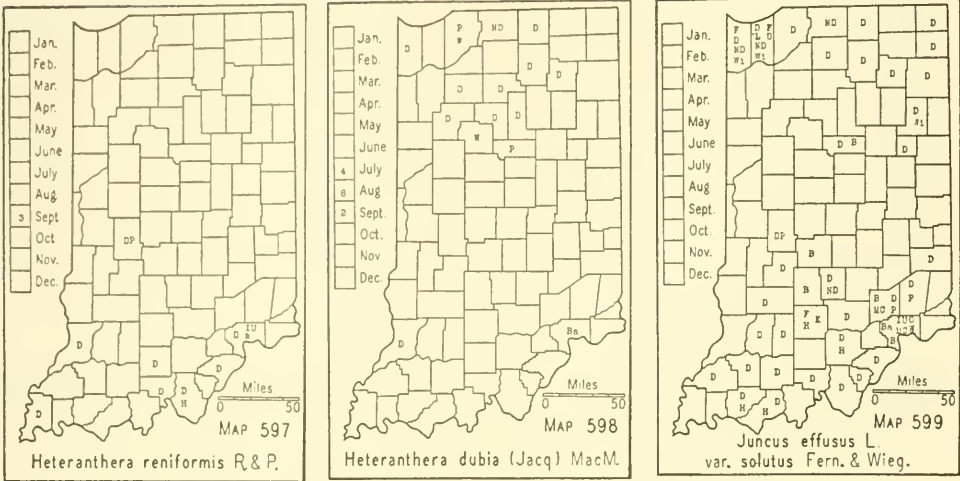 Jan.
Feb.
Mar.
Apr.
May
June
July
Aug
3 Sept
Oct
Nov
Dec.
DP
IU
D B
D
D
D
D
D
H
D
Miles
0 50
MAP 597
Heteranthera reniformis R.& P.
Jan.
Feb.
Mar.
Apr.
May
June
4 July
6 Aug
2 Sept.
Oct.
Nov.
Dec.
D
P
W
ND
D
D
D
D
D
D
D
D
W
P
Ba
D
Miles
0 50
MAP 598
Heteranthera dubia (Jacq) MacM.
Jan.
Feb.
Mar.
Apr.
May
June
July
Aug
Sept.
Oct.
Nov.
Dec.
D
ND
D
D
D
D
D
D
D
D
D B
D
DP
D
B
D
D
D
B
D
ND
B
MC
D
P
D
P
F
H K
D
D
H
D
D
D
D
D
H
D
H
D
D
D
Miles
0 50
MAP 599
Juncus effusus L.
var. solutus Fern. & Wieg.